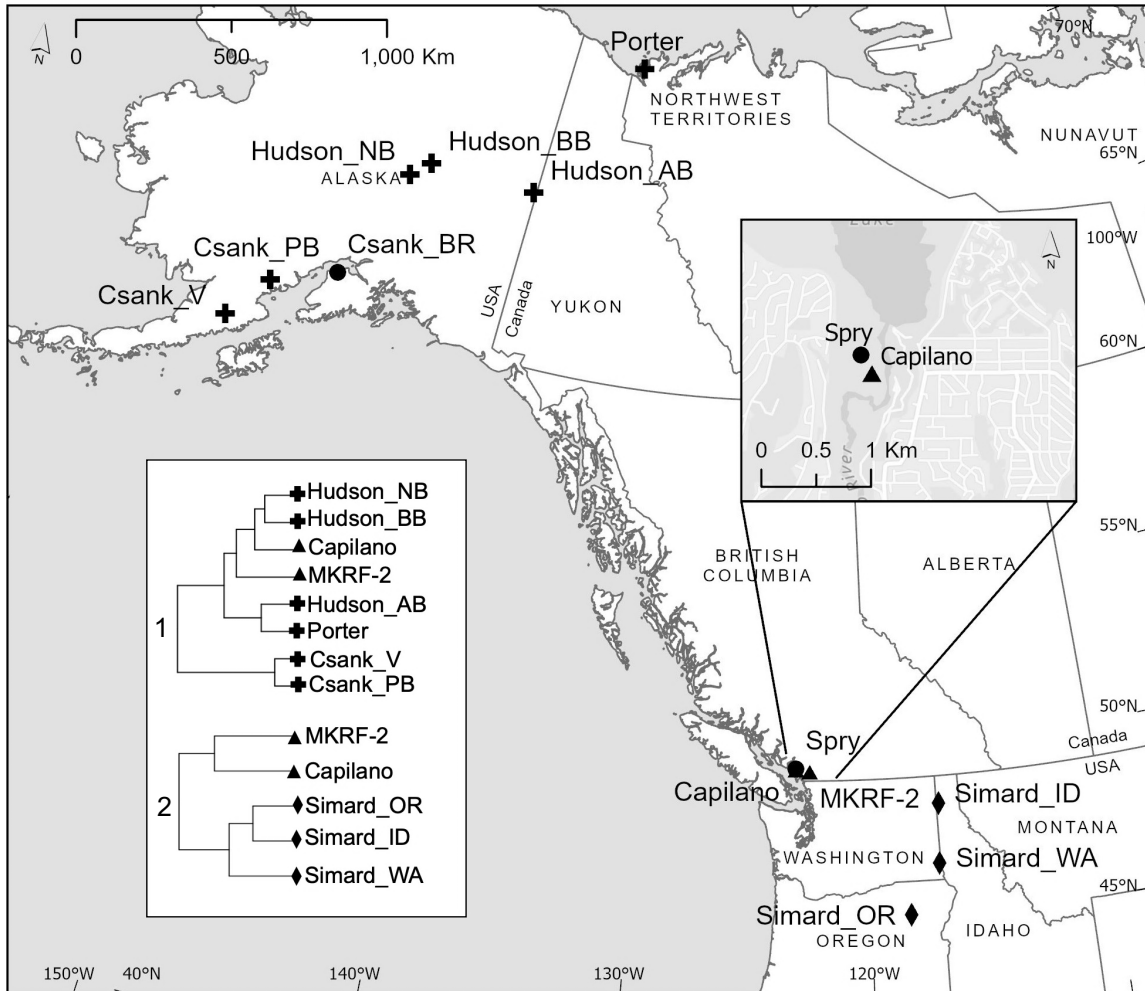 70°N
N
0 500 1,000 Km
Porter
NORTHWEST
TERRITORIES
NUNAVUT
65°N
Hudson_BB
Hudson_NB
ALASKA
Hudson_AB
100°W
Csank_PB
Csank_BR
Csank_V
USA
Canada
YUKON
60°N
Lake
N
Spry
Capilano
0 0.5 1 Km
River
55°N
BRITISH
COLUMBIA
ALBERTA
1
Hudson_NB
Hudson_BB
Capilano
MKRF-2
Hudson_AB
Porter
Csank_V
Csank_PB
2
MKRF-2
Capilano
Simard_OR
Simard_ID
Simard_WA
50°N
Canada
USA
Spry
Capilano
MKRF-2
Simard_ID
MONTANA
WASHINGTON
Simard_WA
45°N
Simard_OR
OREGON
IDAHO
150°W 40°N 140°W 130°W 120°W